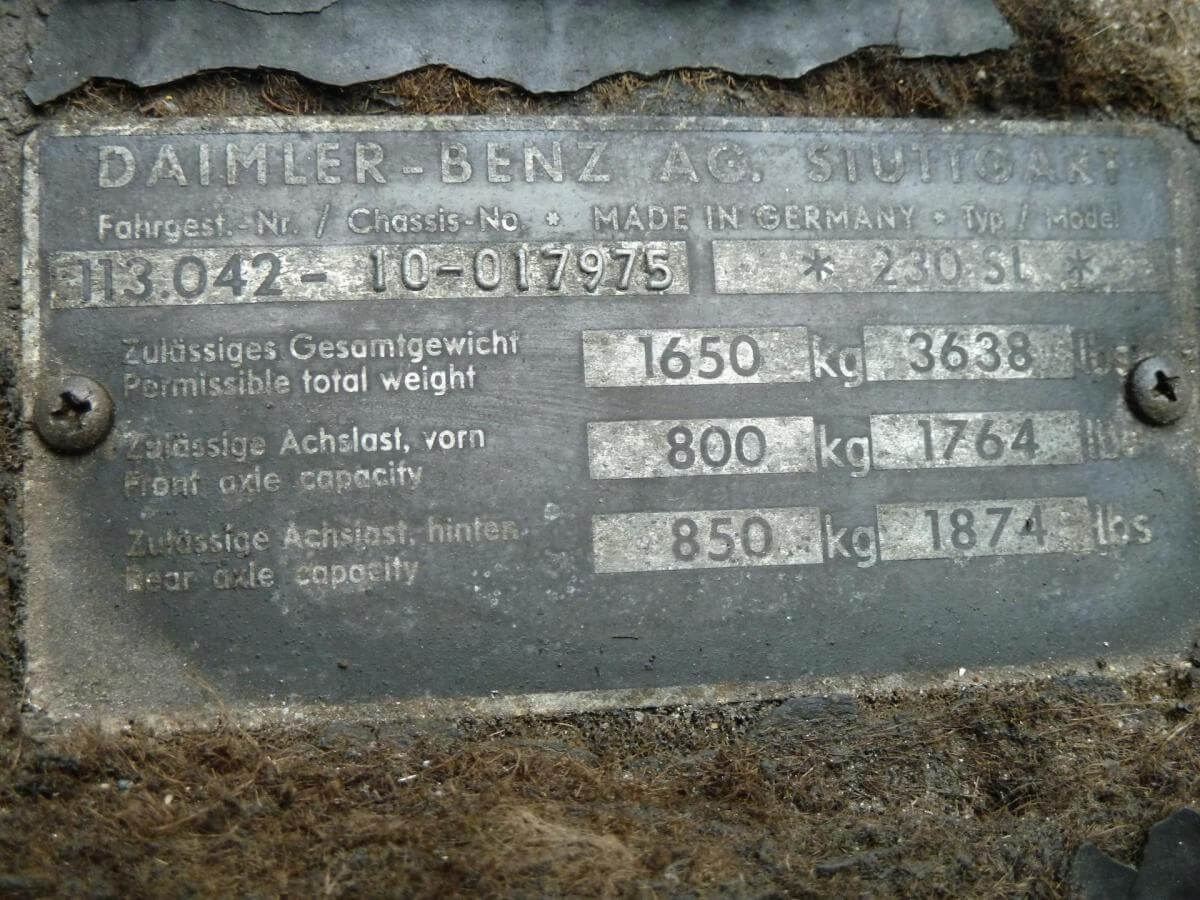 DAIMLER-BENZ AG. STUTTGART
Fahrgest.-Nr. / Chassis-No. * MADE IN GERMANY * Typ / Model
113.042- 10-017975 * 230 SL *
Zulässiges Gesamtgewicht 1650 kg 3638 lbs
Permissible total weight
Zulässige Achslast, vorn 800 kg 1764 lbs
Front axle capacity
Zulässige Achslast, hinten 850 kg 1874 lbs
Rear axle capacity